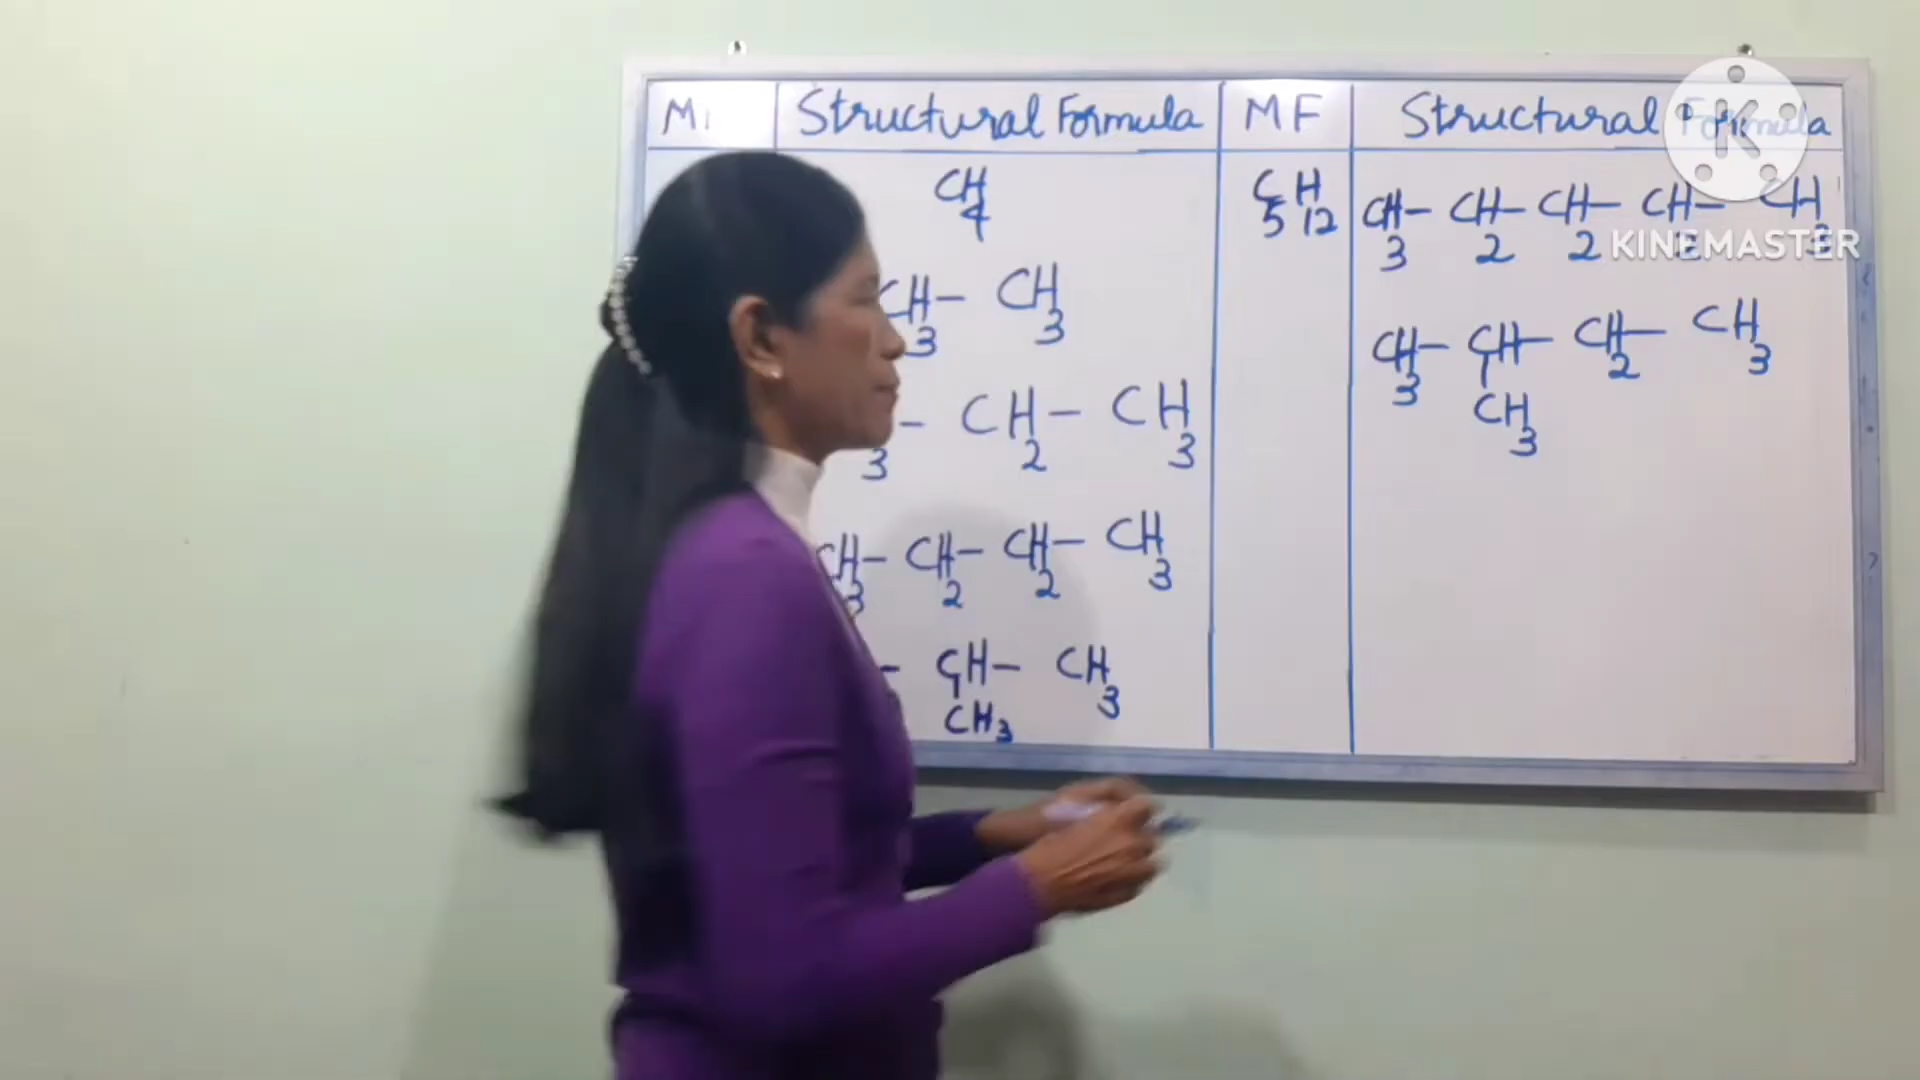 M Structural Formula MF Structural Formula
CH4
C5H12 CH3- CH2- CH2- CH2- CH3
CH3- CH3
CH3- CH- CH2- CH3
CH3
3 - CH2- CH3
CH3- CH2- CH2- CH3
- CH- CH3
CH3
K
KINEMASTER